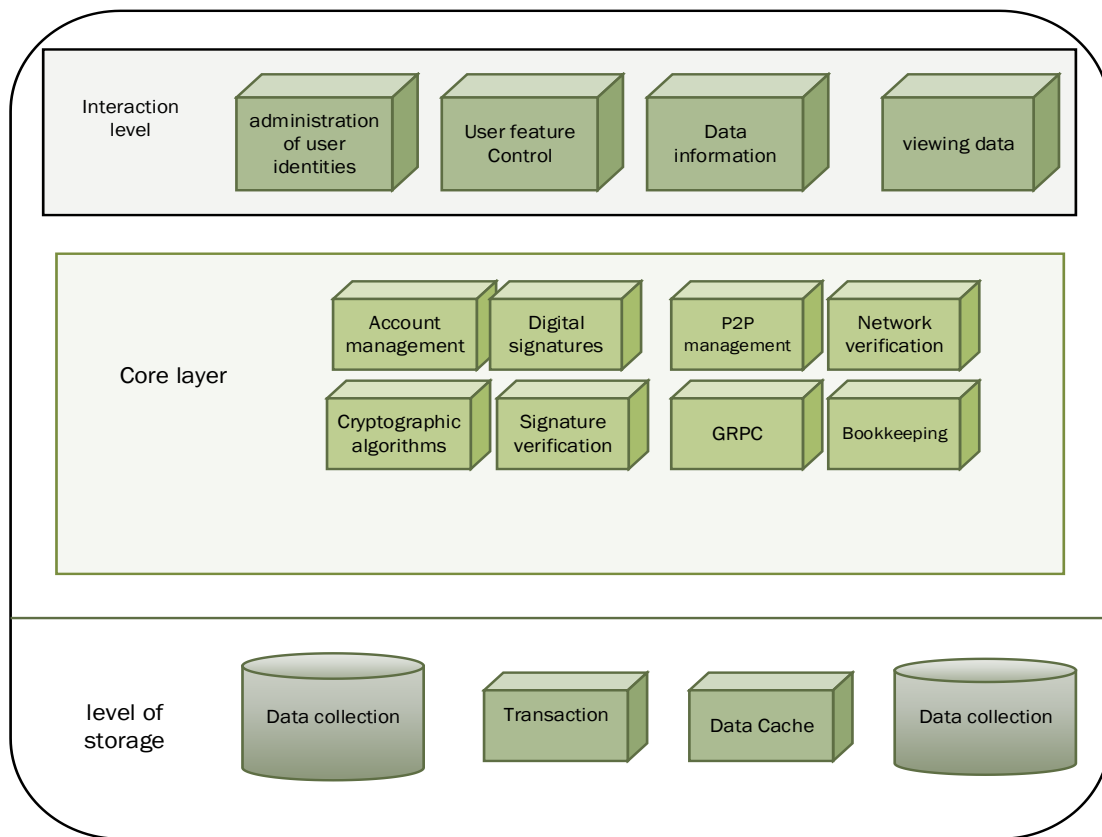 Interaction
level
administration
of user
identities
User feature
Control
Data
information
viewing data
Core layer
Account
management
Digital
signatures
P2P
management
Network
verification
Cryptographic
algorithms
Signature
verification
GRPC
Bookkeeping
level of
storage
Data collection
Transaction
Data Cache
Data collection